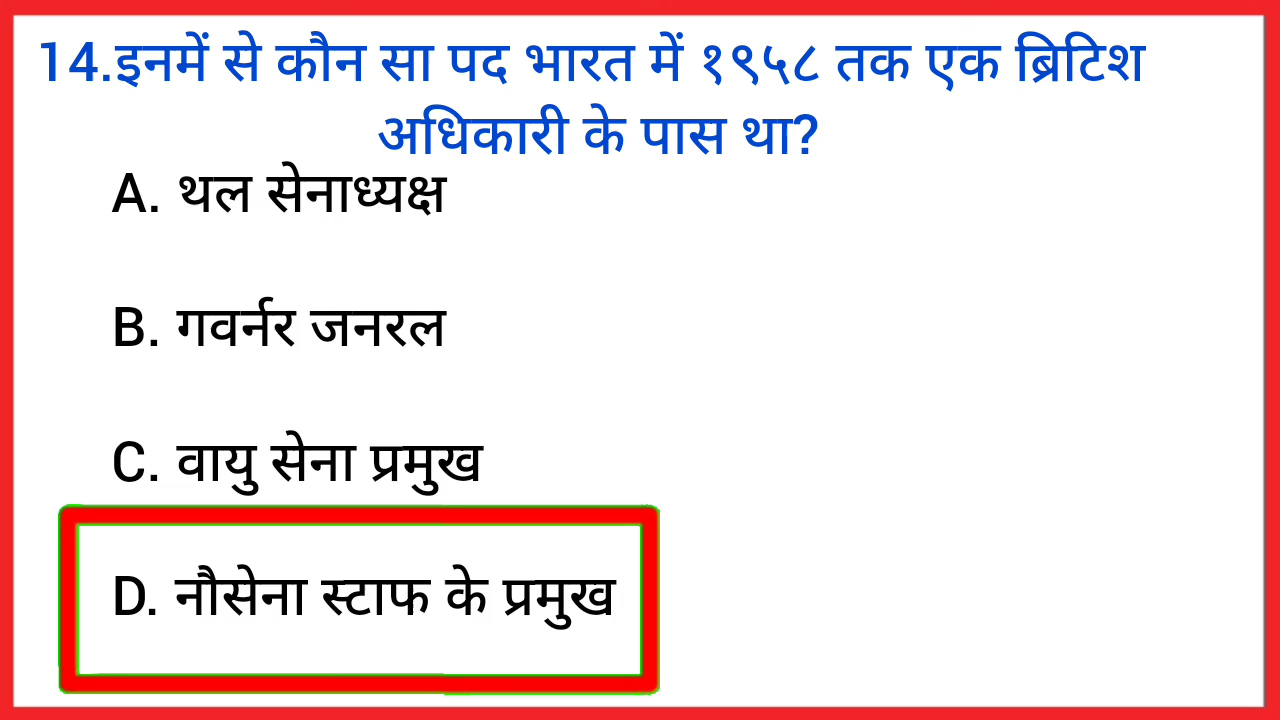 14.इनमें से कौन सा पद भारत में १९५८ तक एक ब्रिटिश
अधिकारी के पास था?
A. थल सेनाध्यक्ष
B. गवर्नर जनरल
C. वायु सेना प्रमुख
D. नौसेना स्टाफ के प्रमुख